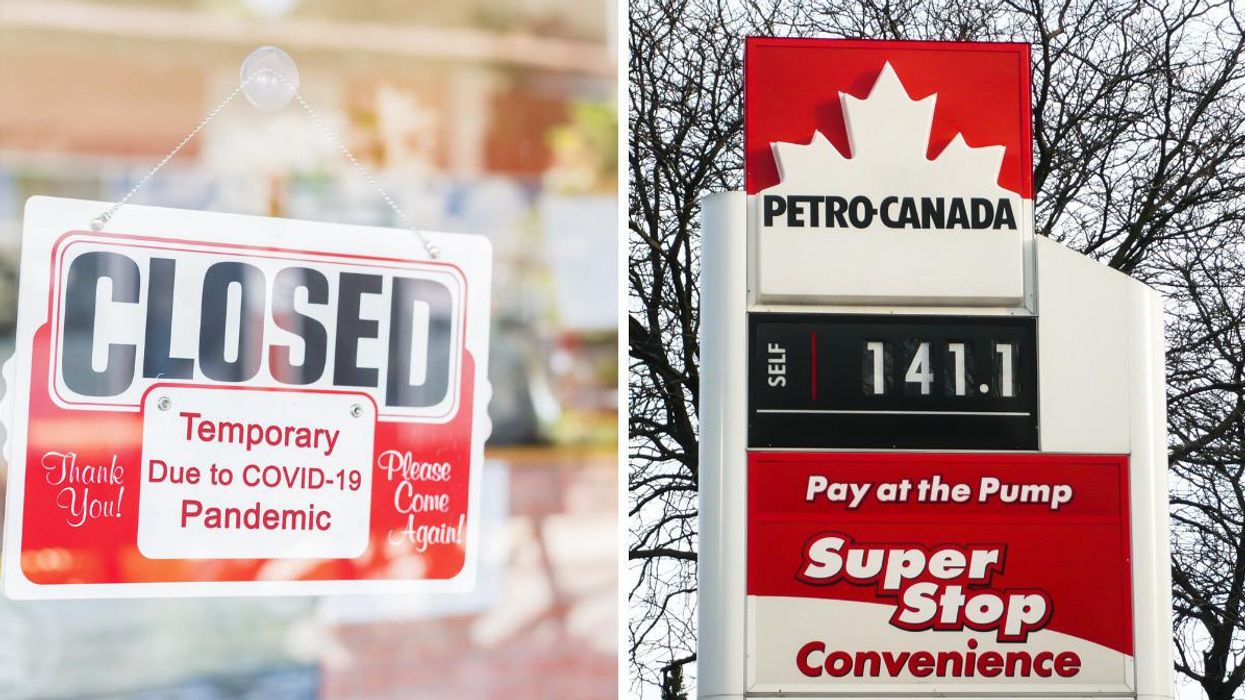 CLOSED
Temporary
Due to COVID-19
Pandemic
Thank
You!
Please
Come
Again!
PETRO-CANADA
SELF
141.1
Pay at the Pump
Super
Stop
Convenience